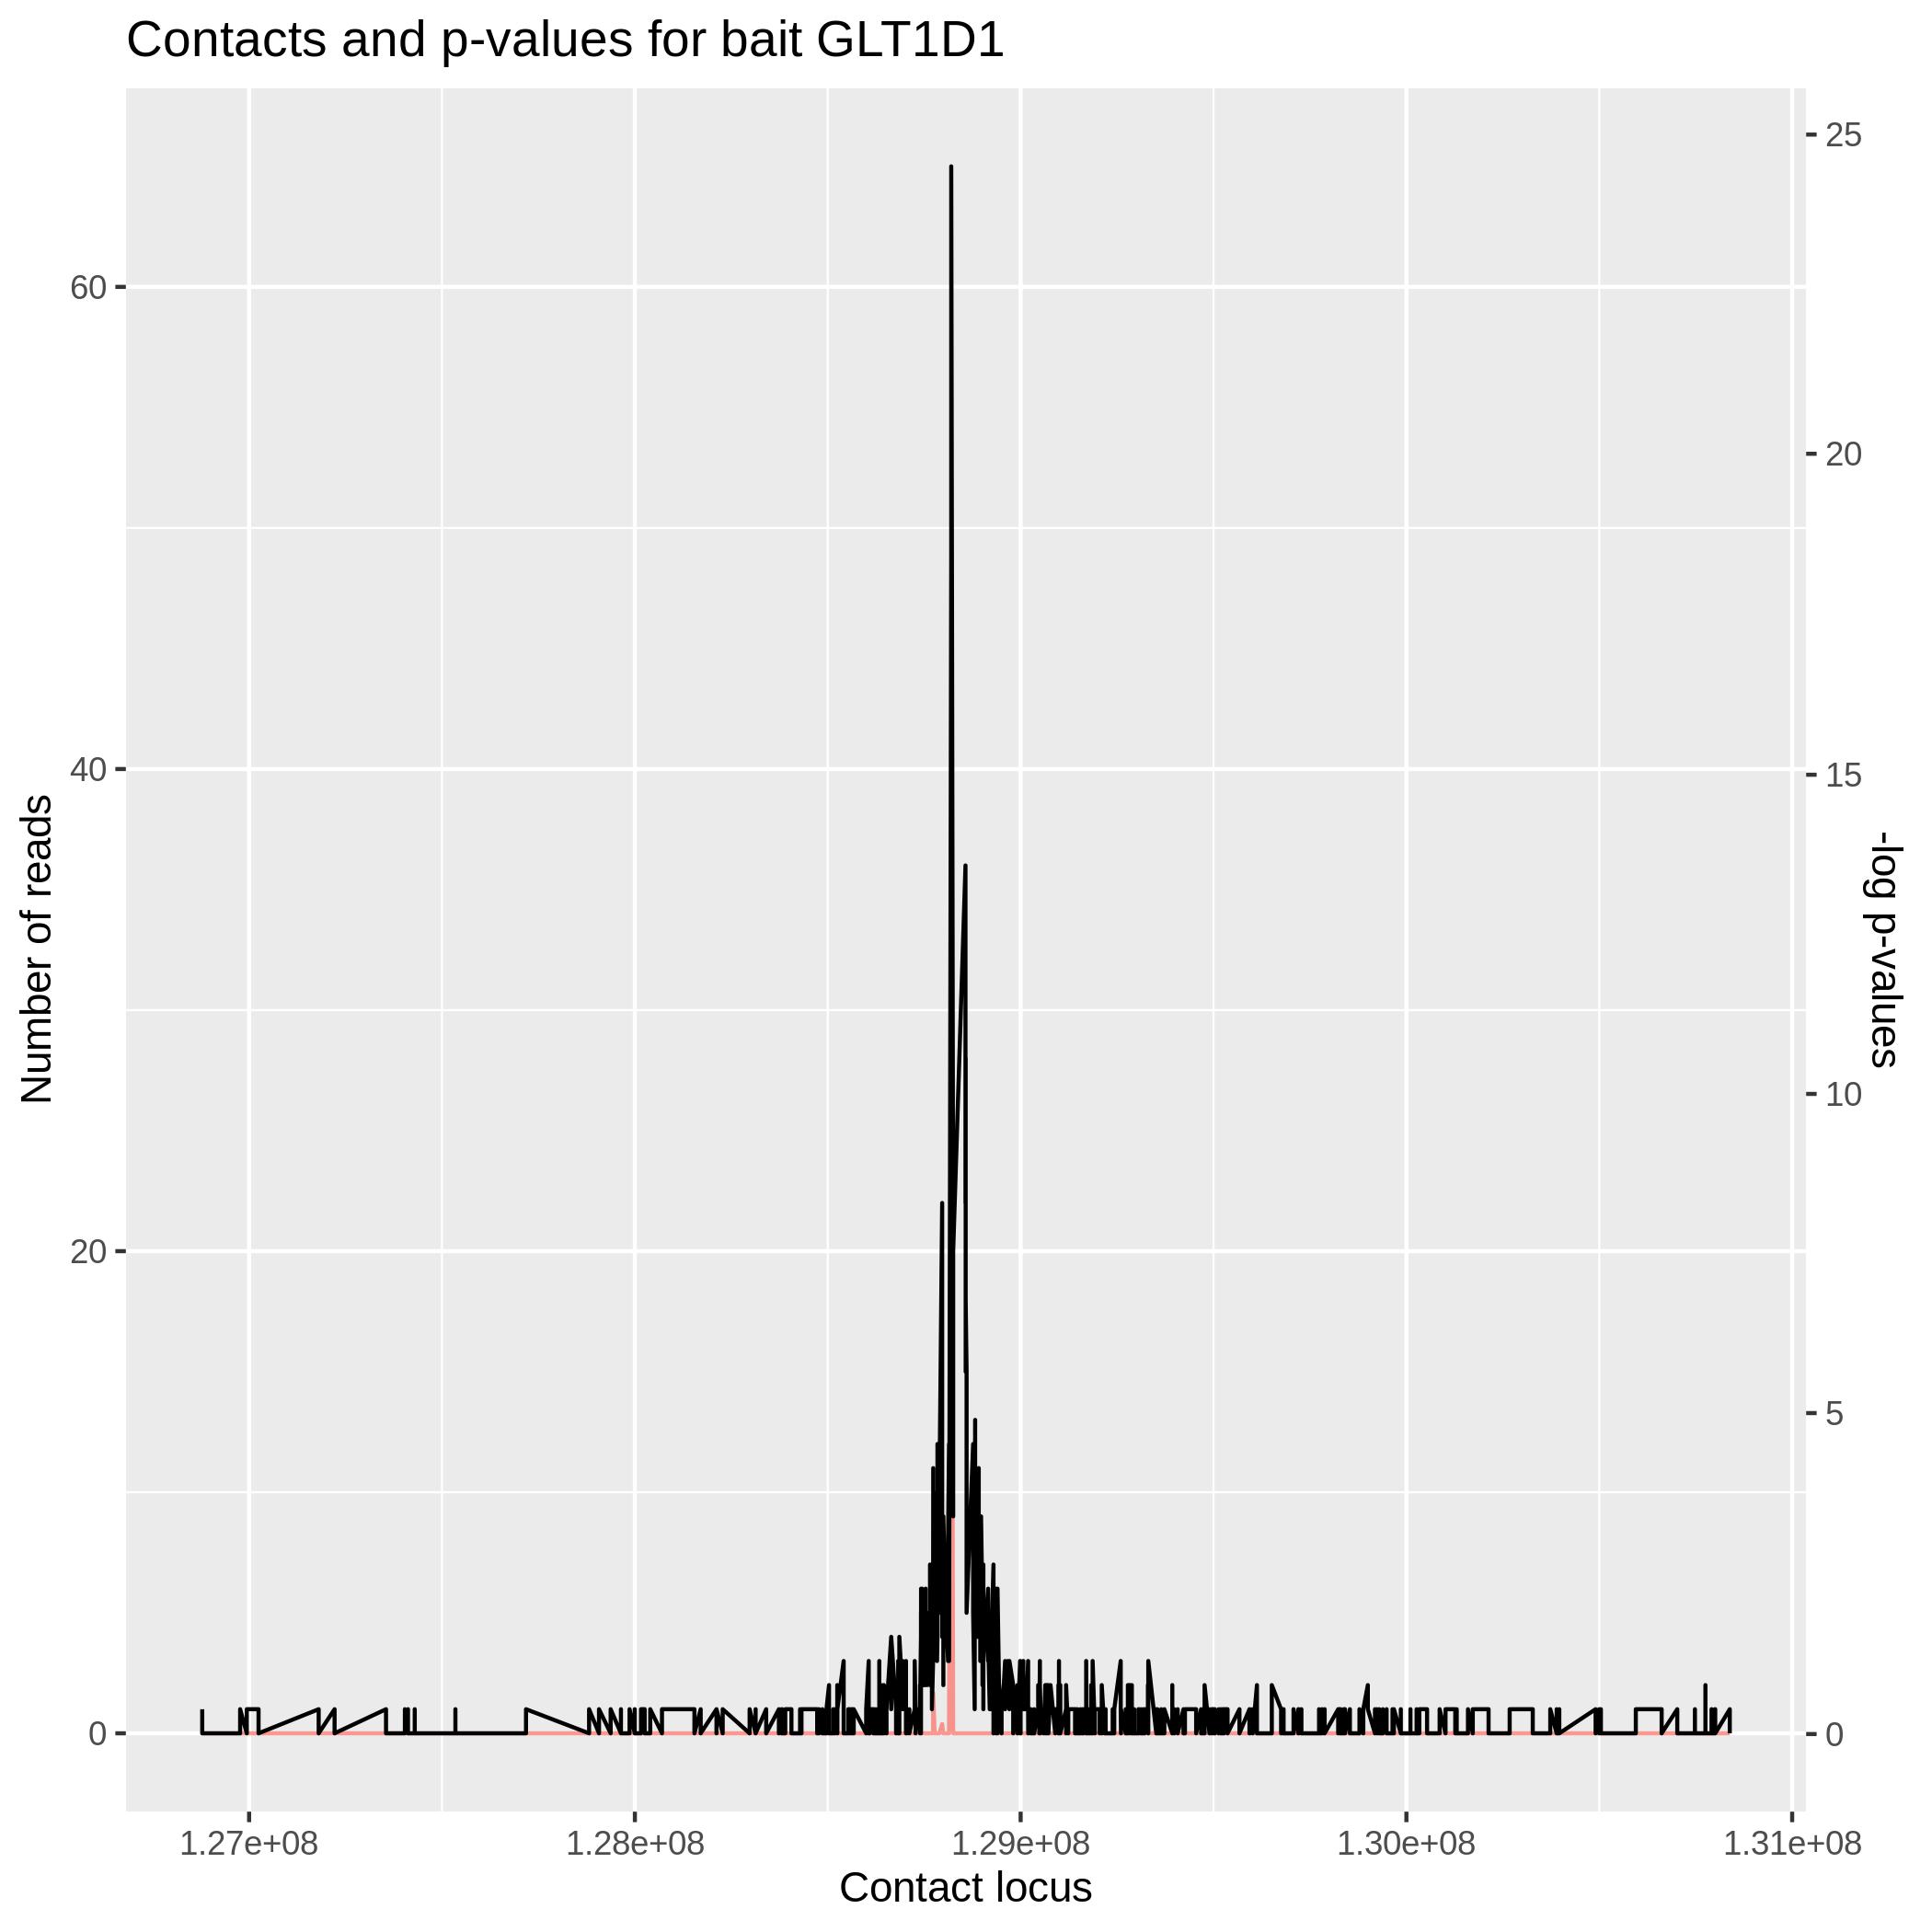 Contacts and p-values for bait GLT1D1
Number of reads
60
40
20
0
25
20
15
10
5
0
-log p-values
1.27e+08 1.28e+08 1.29e+08 1.30e+08 1.31e+08
Contact locus